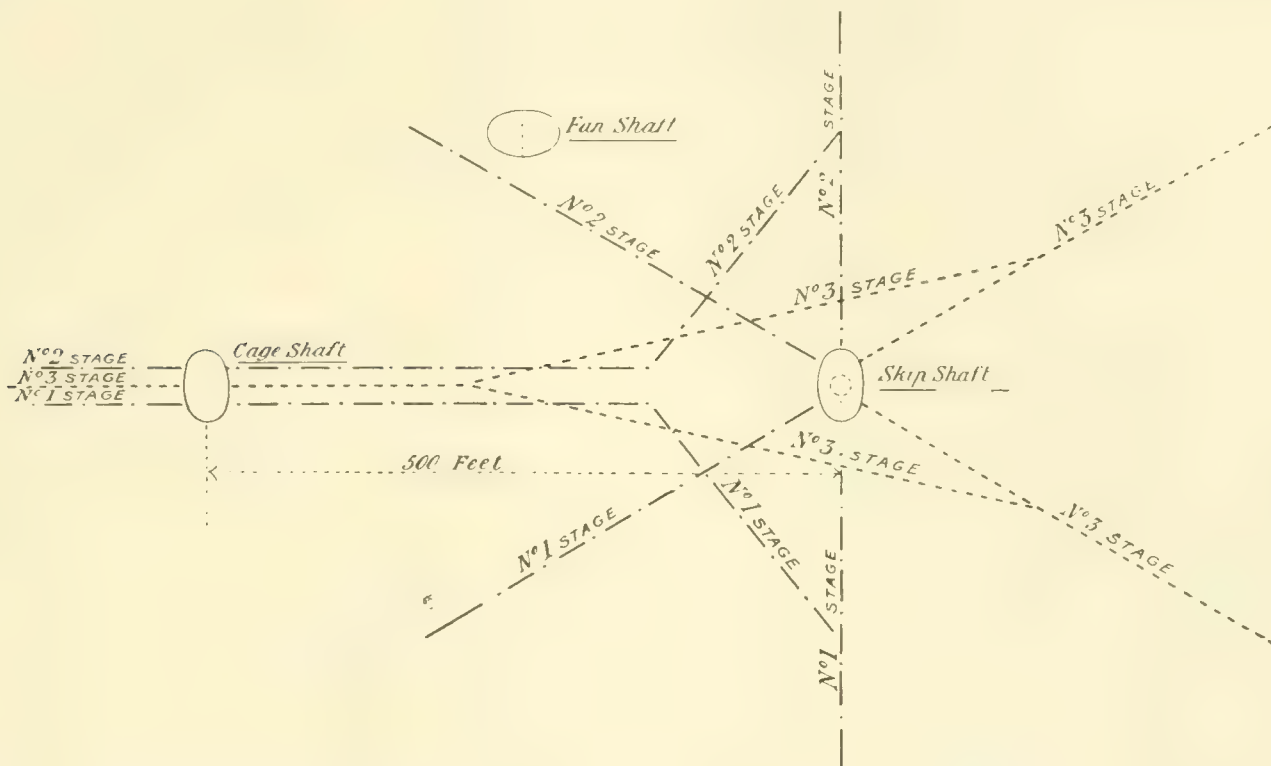 Fan Shaft
STAGE
Nº 2
Nº 2 STAGE
Nº 2 STAGE
Nº 3 STAGE
Nº 3 STAGE
Cage Shaft
Nº 2 STAGE
Nº 3 STAGE
Nº 1 STAGE
Skip Shaft
500 Feet
Nº 3. STAGE
Nº 1 STAGE
Nº 1 STAGE
Nº 3 STAGE
STAGE
Nº 1